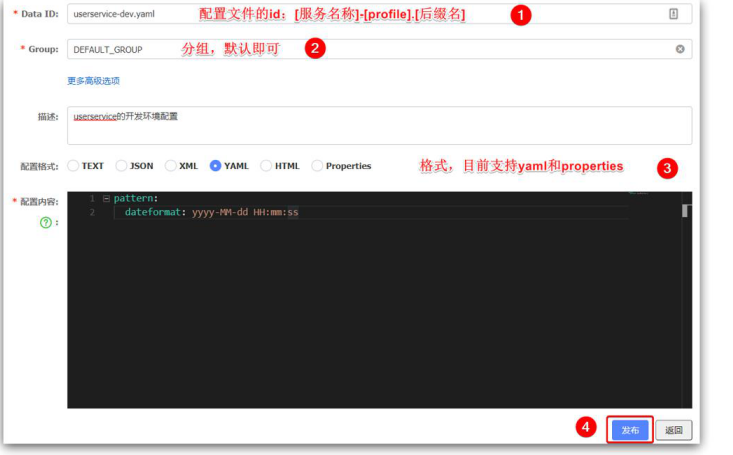 * Data ID: userservice-dev.yaml 配置文件的id：[服务名称]-[profile].[后缀名] 1
* Group: DEFAULT_GROUP 分组，默认即可 2
更多高级选项
描述: userservice的开发环境配置
配置格式: TEXT JSON XML YAML HTML Properties 格式，目前支持yaml和properties 3
* 配置内容: 1 pattern:
? : 2 dateformat: yyyy-MM-dd HH:mm:ss
4 发布 返回